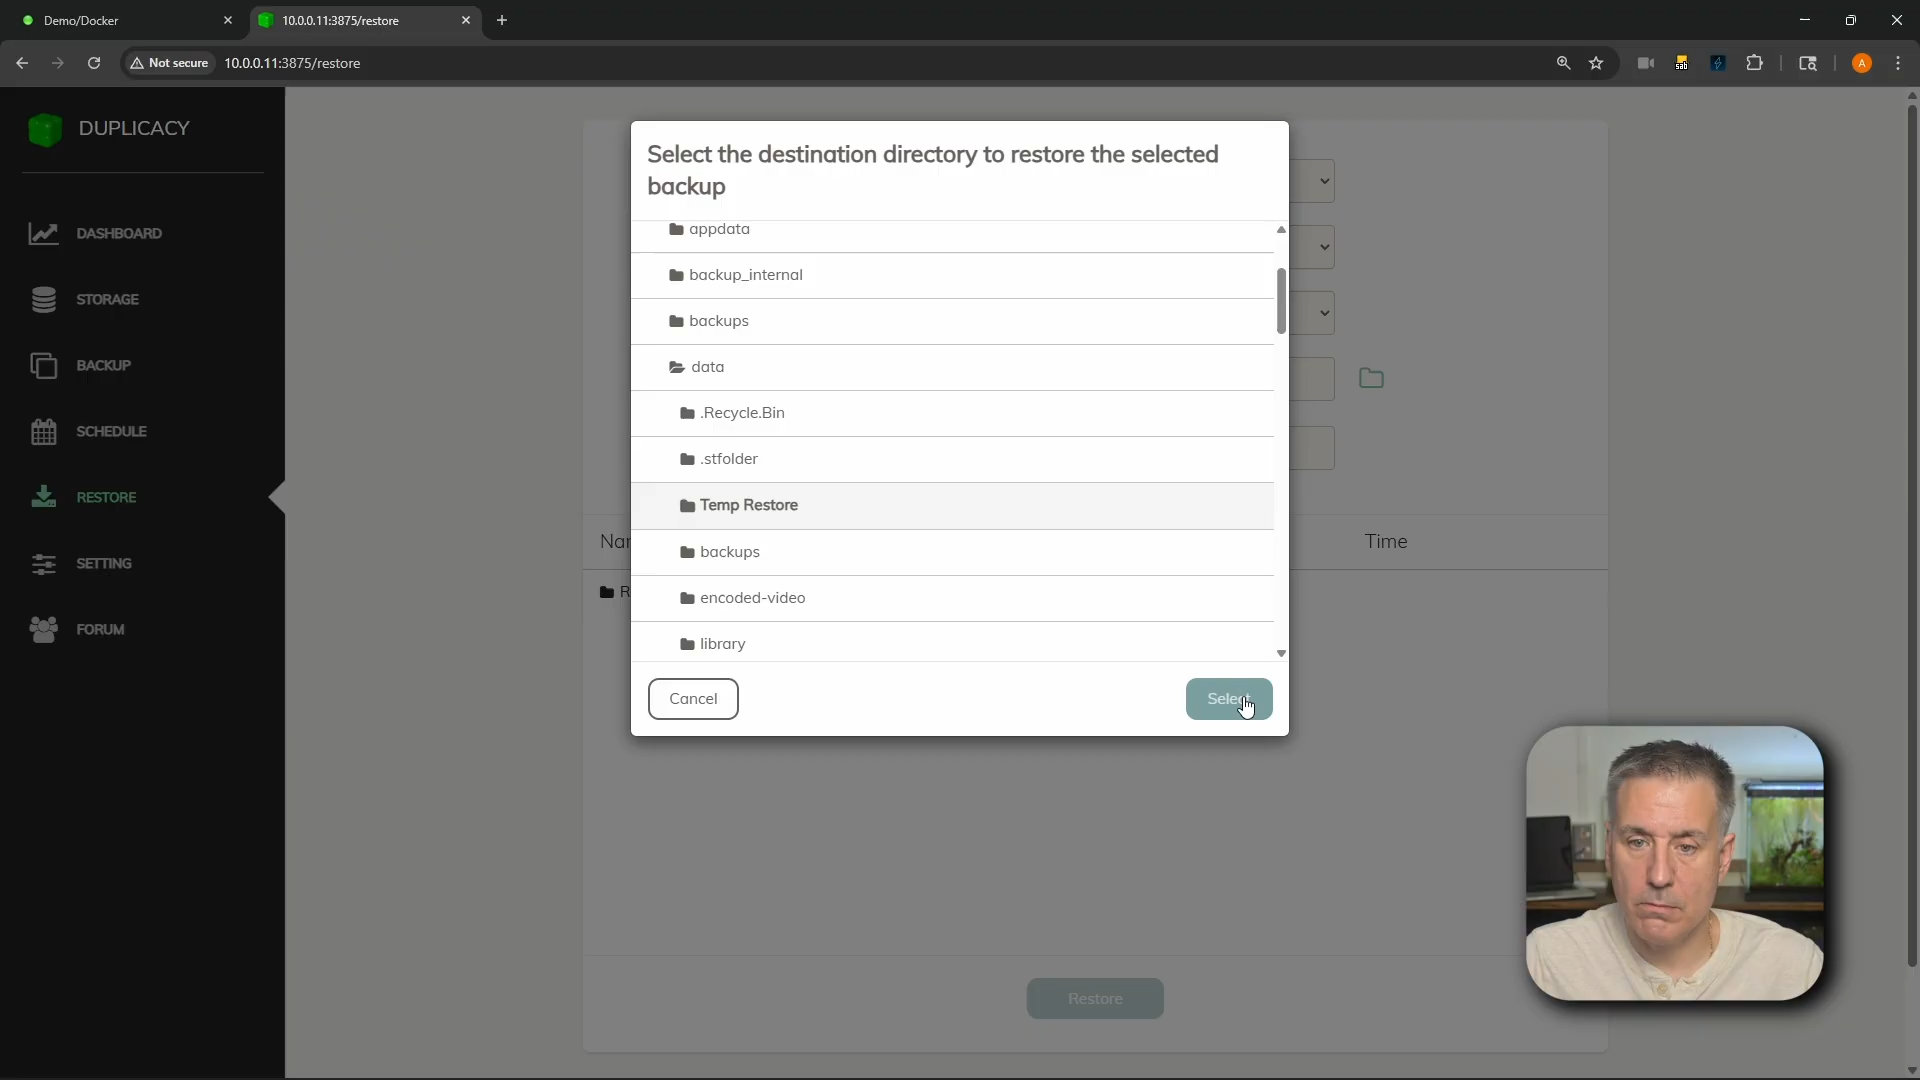 Demo/Docker
10.0.0.11:3875/restore
Not secure
10.0.0.11:3875/restore
sab
A
DUPLICACY
DASHBOARD
STORAGE
BACKUP
SCHEDULE
RESTORE
SETTING
FORUM
Select the destination directory to restore the selected
backup
appdata
backup_internal
backups
data
.Recycle.Bin
.stfolder
Temp Restore
backups
encoded-video
library
Cancel
Select
Time
Restore